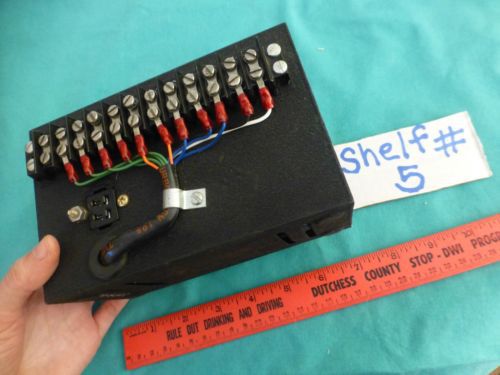 Shelf #
5
DUTCHESS COUNTY STOP-DWI PROG
RULE OUT DRINKING AND DRIVING